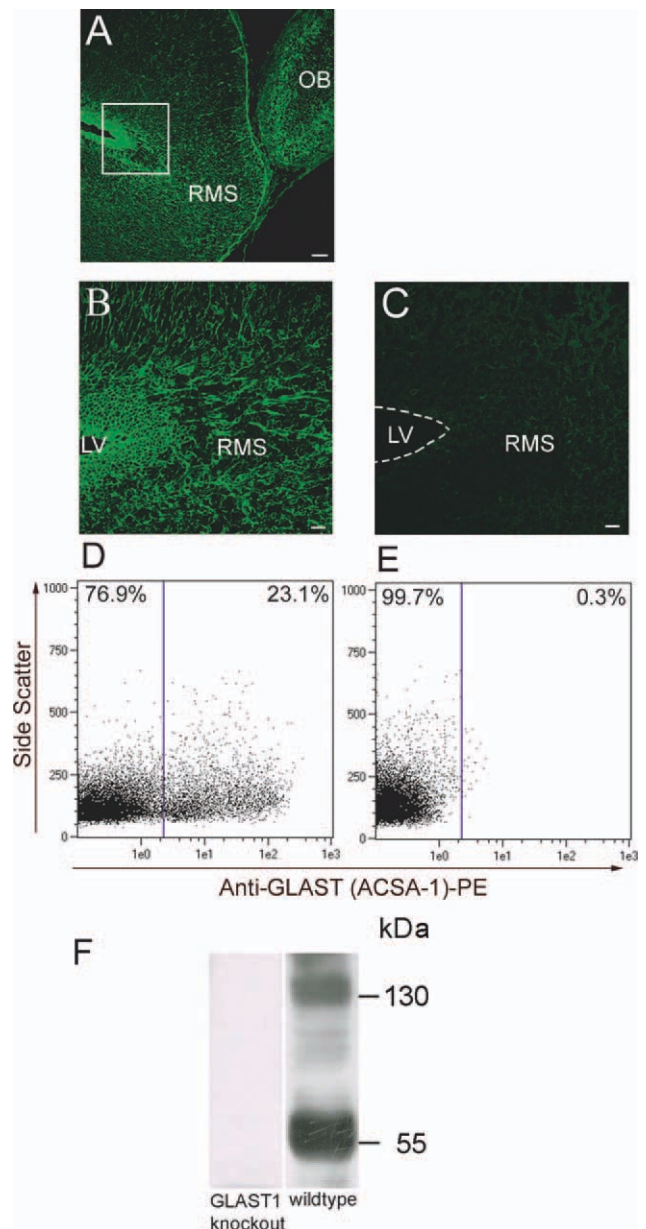 A
OB
RMS
B
LV
RMS
C
LV
RMS
D
E
1000
750
500
250
0
76.9%
23.1%
1e0
1e1
1e2
1e3
1000
750
500
250
0
99.7%
0.3%
1e0
1e1
1e2
1e3
Side Scatter
Anti-GLAST (ACSA-1)-PE
F
kDa
130
55
GLAST1
knockout
wildtype